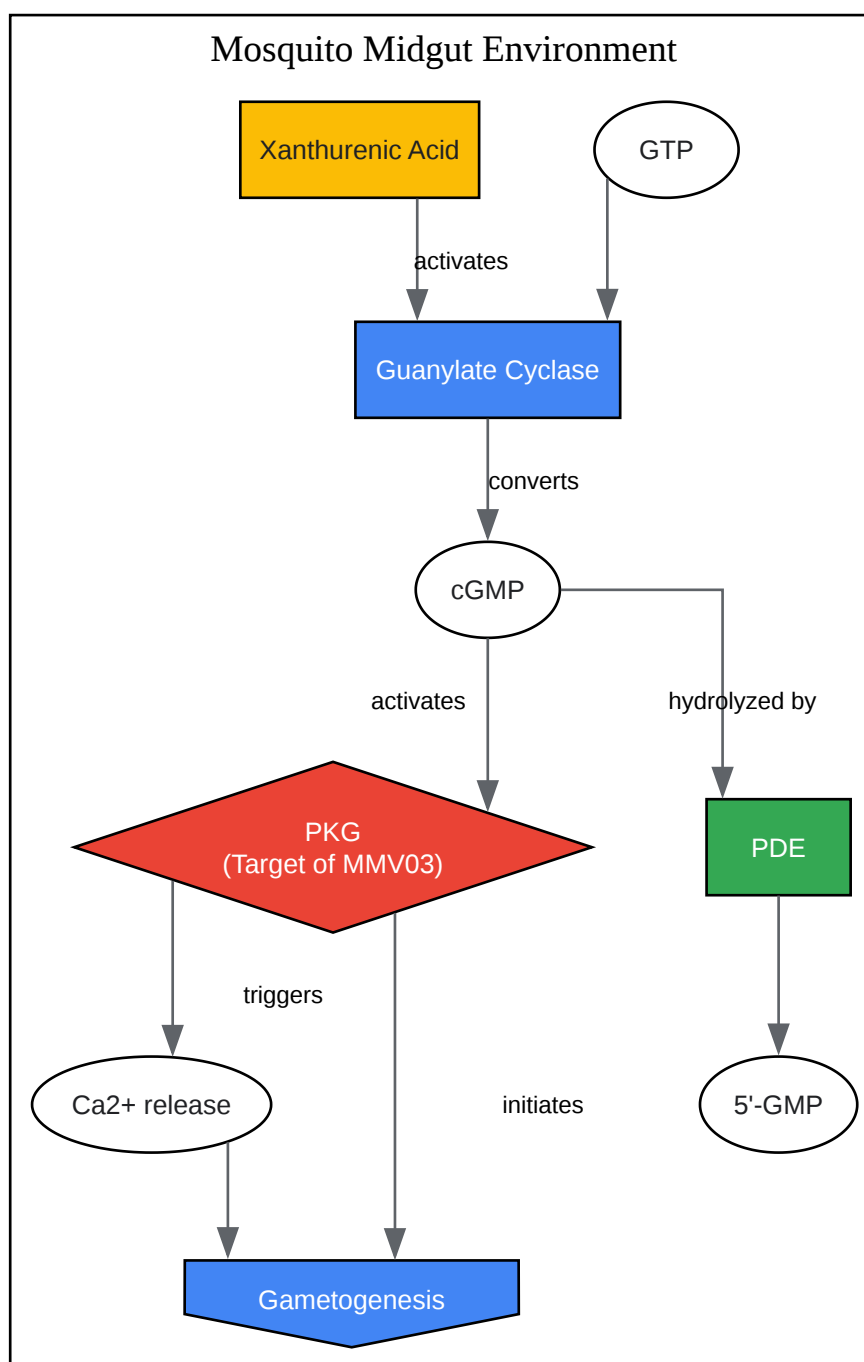 Mosquito Midgut Environment
Xanthurenic Acid
GTP
activates
Guanylate Cyclase
converts
cGMP
activates
hydrolyzed by
PKG
(Target of MMV03)
PDE
triggers
Ca2+ release
initiates
5'-GMP
Gametogenesis